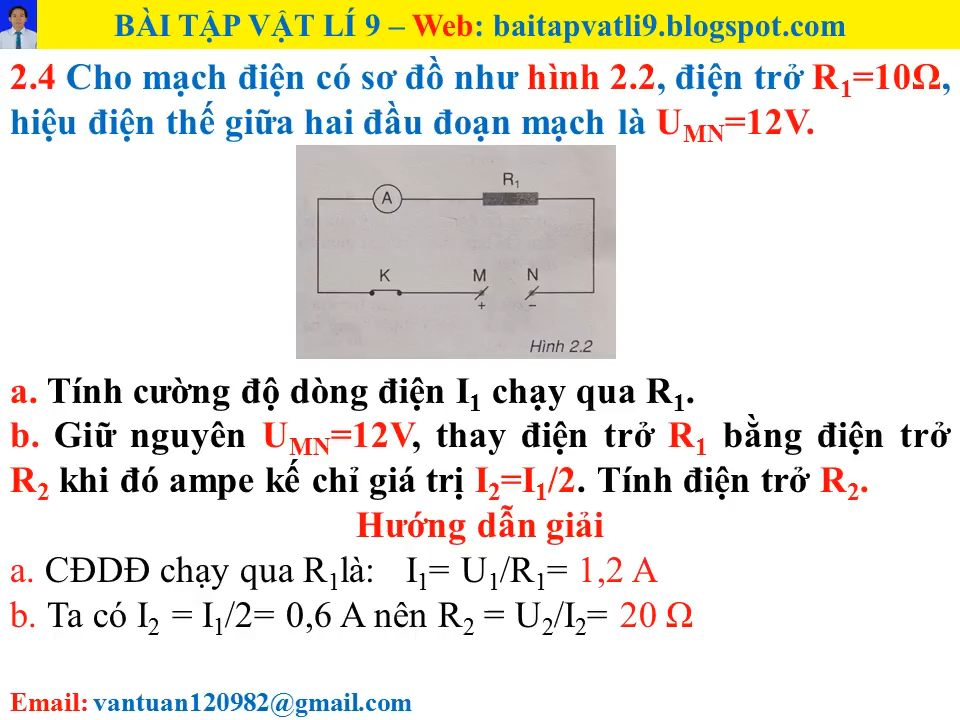 BÀI TẬP VẬT LÍ 9 – Web: baitapvatli9.blogspot.com
2.4 Cho mạch điện có sơ đồ như hình 2.2, điện trở R₁=10Ω,
hiệu điện thế giữa hai đầu đoạn mạch là U_MN=12V.
R₁
A
K M N
+ –
Hình 2.2
a. Tính cường độ dòng điện I₁ chạy qua R₁.
b. Giữ nguyên U_MN=12V, thay điện trở R₁ bằng điện trở
R₂ khi đó ampe kế chỉ giá trị I₂=I₁/2. Tính điện trở R₂.
Hướng dẫn giải
a. CĐDĐ chạy qua R₁là: I₁= U₁/R₁= 1,2 A
b. Ta có I₂ = I₁/2= 0,6 A nên R₂ = U₂/I₂= 20 Ω
Email: vantuan120982@gmail.com